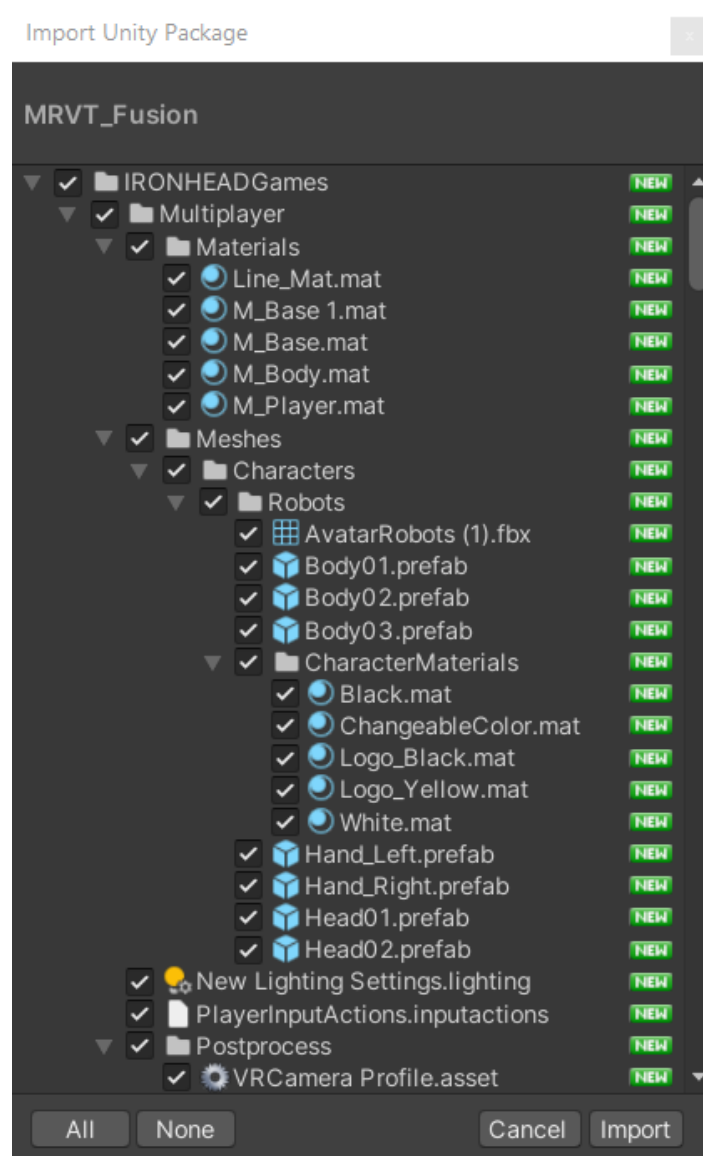 Import Unity Package
x
MRVT_Fusion
IRONHEADGames NEW
Multiplayer NEW
Materials NEW
Line_Mat.mat NEW
M_Base 1.mat NEW
M_Base.mat NEW
M_Body.mat NEW
M_Player.mat NEW
Meshes NEW
Characters NEW
Robots NEW
AvatarRobots (1).fbx NEW
Body01.prefab NEW
Body02.prefab NEW
Body03.prefab NEW
CharacterMaterials NEW
Black.mat NEW
ChangeableColor.mat NEW
Logo_Black.mat NEW
Logo_Yellow.mat NEW
White.mat NEW
Hand_Left.prefab NEW
Hand_Right.prefab NEW
Head01.prefab NEW
Head02.prefab NEW
New Lighting Settings.lighting NEW
PlayerInputActions.inputactions NEW
Postprocess NEW
VRCamera Profile.asset NEW
All None Cancel Import